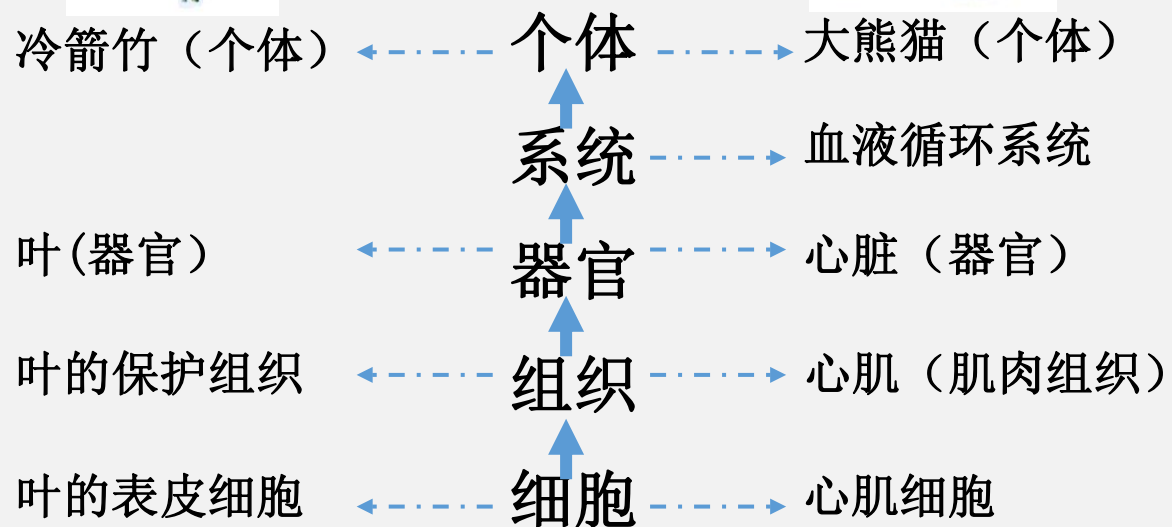 冷箭竹（个体） 个体 大熊猫（个体）
系统 血液循环系统
叶(器官） 器官 心脏（器官）
叶的保护组织 组织 心肌（肌肉组织）
叶的表皮细胞 细胞 心肌细胞